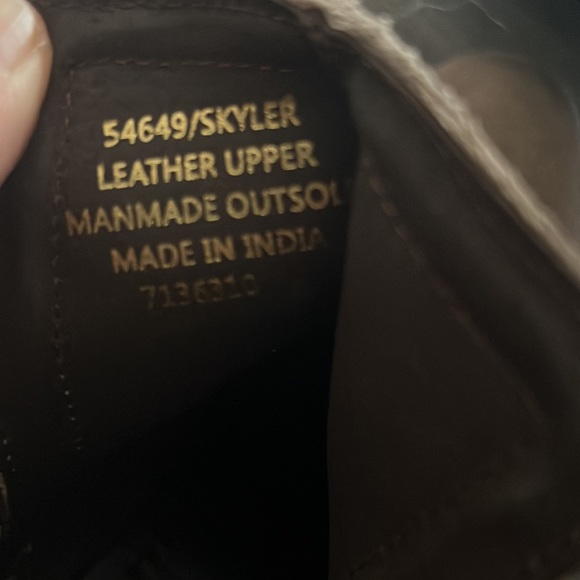 54649/SKYLER
LEATHER UPPER
MANMADE OUTSOL
MADE IN INDIA
7136310